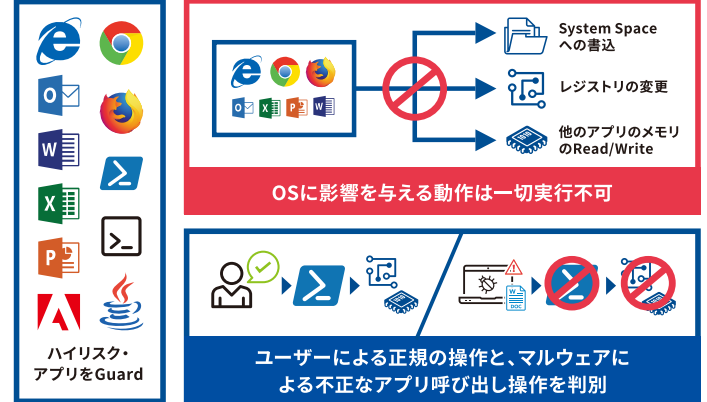 ハイリスク・
アプリをGuard
System Space
への書込
レジストリの変更
他のアプリのメモリ
のRead/Write
OSに影響を与える動作は一切実行不可
W
DOC
ユーザーによる正規の操作と、マルウェアに
よる不正なアプリ呼び出し操作を判別